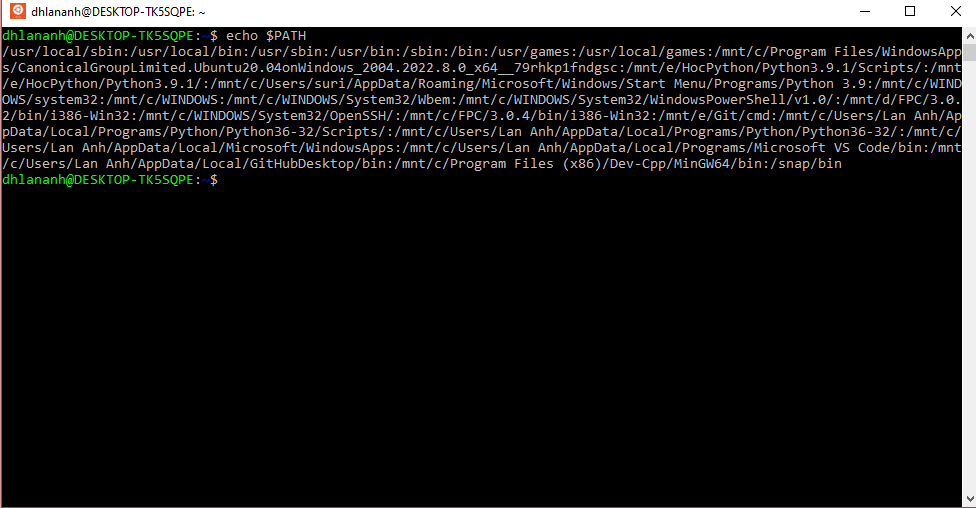 dhlananh@DESKTOP-TK5SQPE: ~
dhlananh@DESKTOP-TK5SQPE:~$ echo $PATH
/usr/local/sbin:/usr/local/bin:/usr/sbin:/usr/bin:/sbin:/bin:/usr/games:/usr/local/games:/mnt/c/Program Files/WindowsApp
s/CanonicalGroupLimited.Ubuntu20.04onWindows_2004.2022.8.0_x64__79rhkp1fndgsc:/mnt/e/HocPython/Python3.9.1/Scripts/:/mnt
/e/HocPython/Python3.9.1/:/mnt/c/Users/suri/AppData/Roaming/Microsoft/Windows/Start Menu/Programs/Python 3.9:/mnt/c/WIND
OWS/system32:/mnt/c/WINDOWS:/mnt/c/WINDOWS/System32/Wbem:/mnt/c/WINDOWS/System32/WindowsPowerShell/v1.0/:/mnt/d/FPC/3.0.
2/bin/i386-Win32:/mnt/c/WINDOWS/System32/OpenSSH/:/mnt/c/FPC/3.0.4/bin/i386-Win32:/mnt/e/Git/cmd:/mnt/c/Users/Lan Anh/Ap
pData/Local/Programs/Python/Python36-32/Scripts/:/mnt/c/Users/Lan Anh/AppData/Local/Programs/Python/Python36-32/:/mnt/c/
Users/Lan Anh/AppData/Local/Microsoft/WindowsApps:/mnt/c/Users/Lan Anh/AppData/Local/Programs/Microsoft VS Code/bin:/mnt
/c/Users/Lan Anh/AppData/Local/GitHubDesktop/bin:/mnt/c/Program Files (x86)/Dev-Cpp/MinGW64/bin:/snap/bin
dhlananh@DESKTOP-TK5SQPE:~$